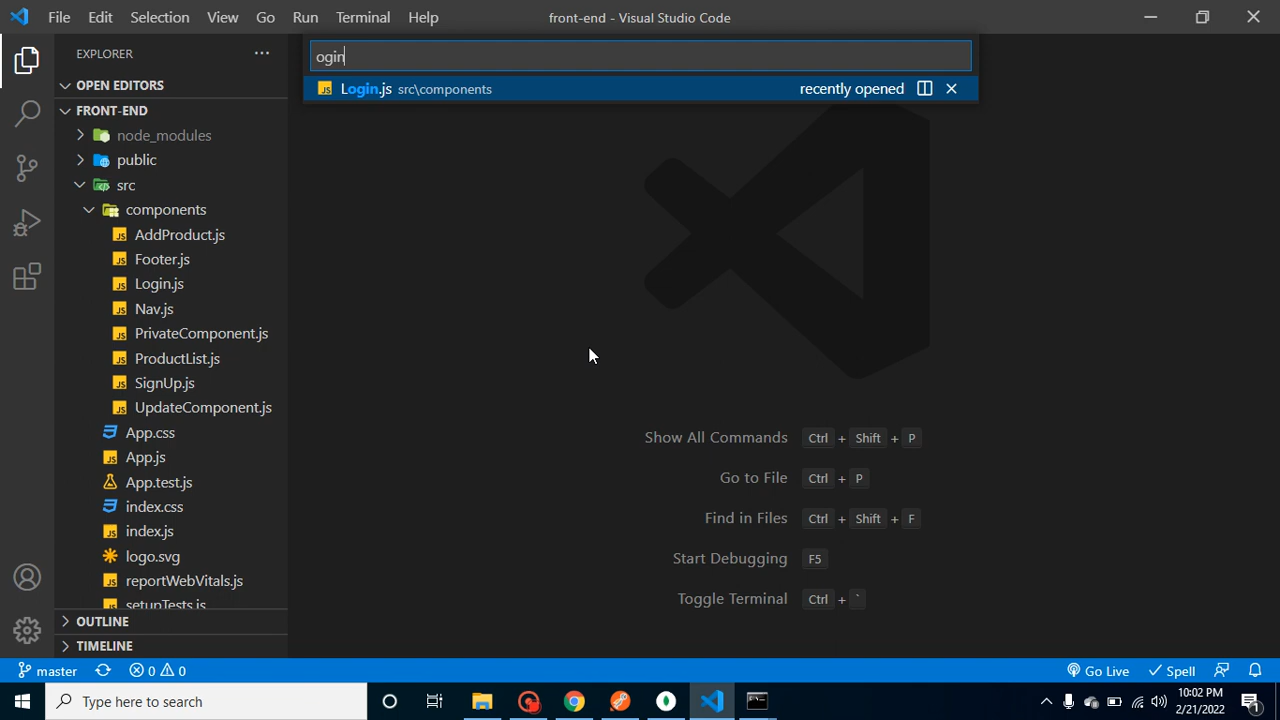 File Edit Selection View Go Run Terminal Help front-end - Visual Studio Code
EXPLORER
ogin
OPEN EDITORS
Login.js src\components recently opened
FRONT-END
node_modules
public
src
components
AddProduct.js
Footer.js
Login.js
Nav.js
PrivateComponent.js
ProductList.js
SignUp.js
UpdateComponent.js
App.css
App.js
App.test.js
index.css
index.js
logo.svg
reportWebVitals.js
setupTests.js
OUTLINE
TIMELINE
Show All Commands Ctrl + Shift + P
Go to File Ctrl + P
Find in Files Ctrl + Shift + F
Start Debugging F5
Toggle Terminal Ctrl + `
master 0 0 Go Live Spell
Type here to search
10:02 PM
2/21/2022
1